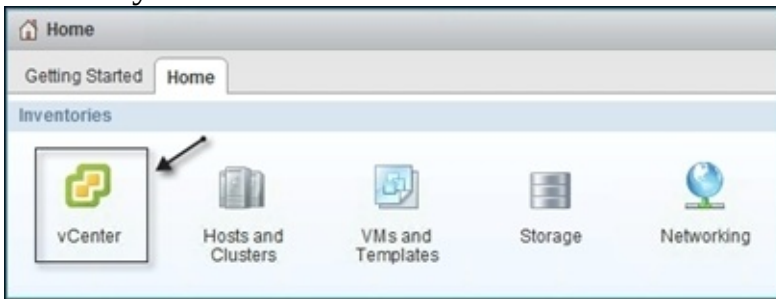 Home
Getting Started Home
Inventories
vCenter Hosts and Clusters VMs and Templates Storage Networking